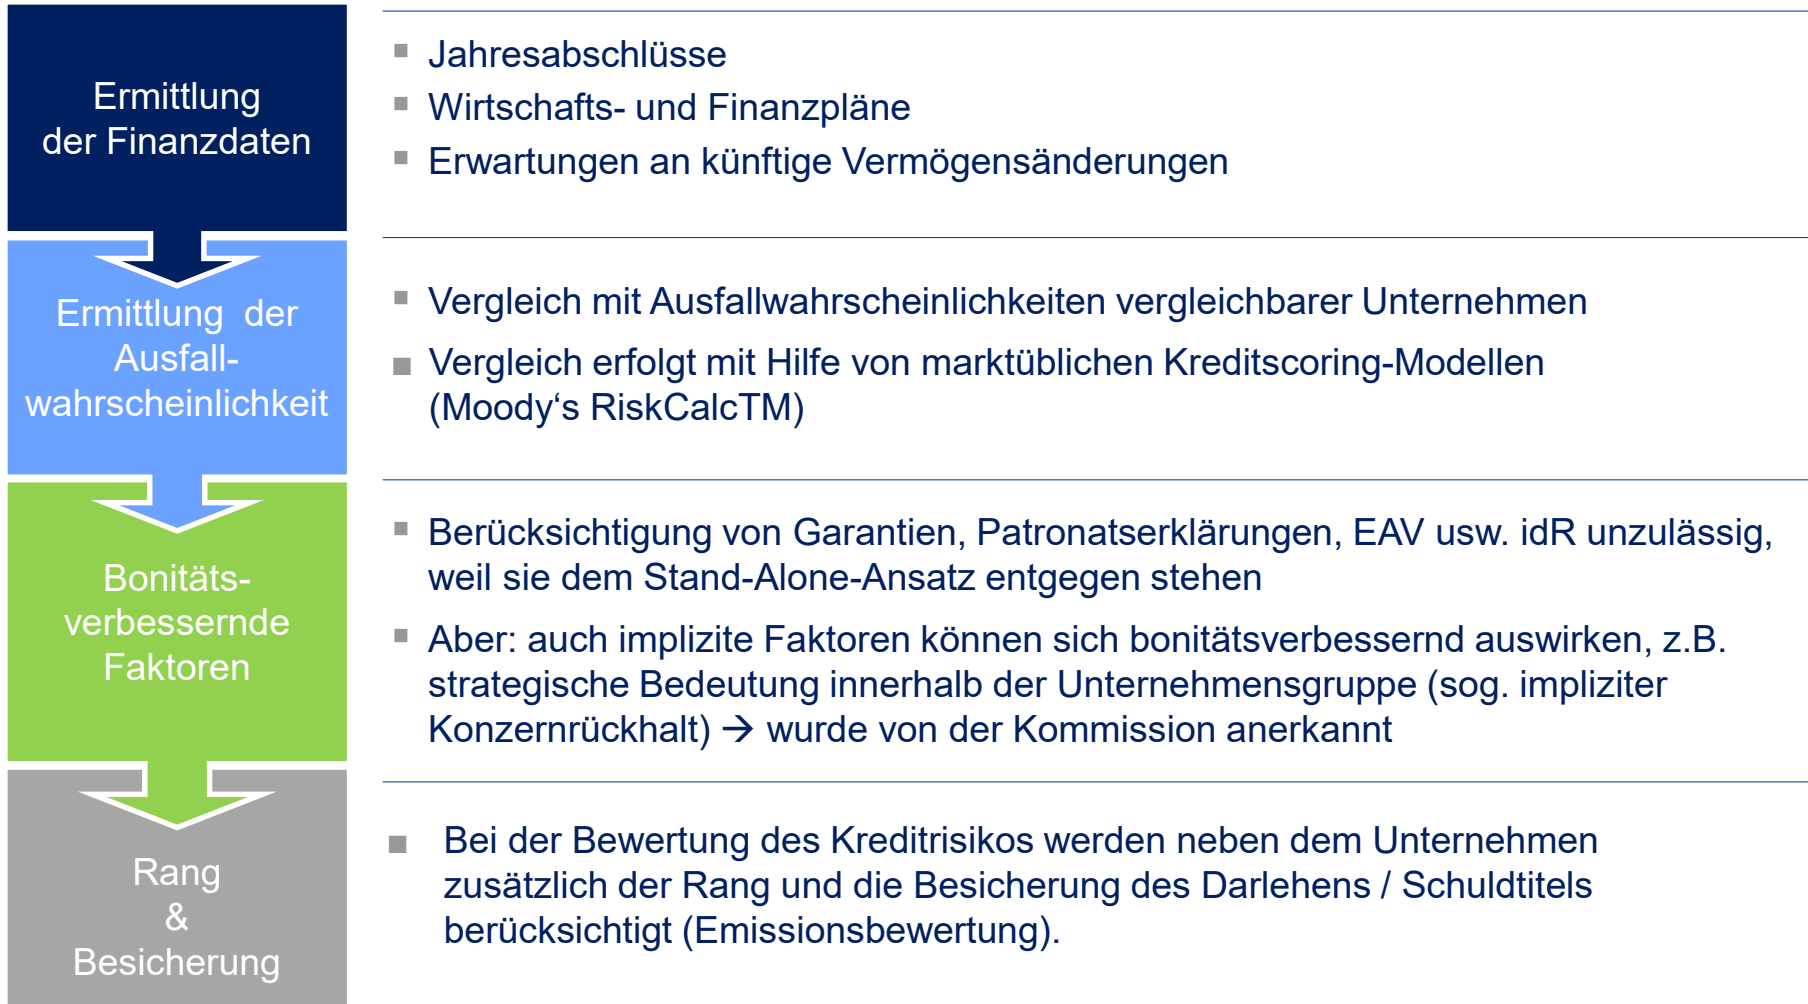 Ermittlung
der Finanzdaten
■ Jahresabschlüsse
■ Wirtschafts- und Finanzpläne
■ Erwartungen an künftige Vermögensänderungen
Ermittlung der
Ausfall-
wahrscheinlichkeit
■ Vergleich mit Ausfallwahrscheinlichkeiten vergleichbarer Unternehmen
■ Vergleich erfolgt mit Hilfe von marktüblichen Kreditscoring-Modellen
(Moody‘s RiskCalcTM)
Bonitäts-
verbessernde
Faktoren
■ Berücksichtigung von Garantien, Patronatserklärungen, EAV usw. idR unzulässig,
weil sie dem Stand-Alone-Ansatz entgegen stehen
■ Aber: auch implizite Faktoren können sich bonitätsverbessernd auswirken, z.B.
strategische Bedeutung innerhalb der Unternehmensgruppe (sog. impliziter
Konzernrückhalt) → wurde von der Kommission anerkannt
Rang
&
Besicherung
■ Bei der Bewertung des Kreditrisikos werden neben dem Unternehmen
zusätzlich der Rang und die Besicherung des Darlehens / Schuldtitels
berücksichtigt (Emissionsbewertung).